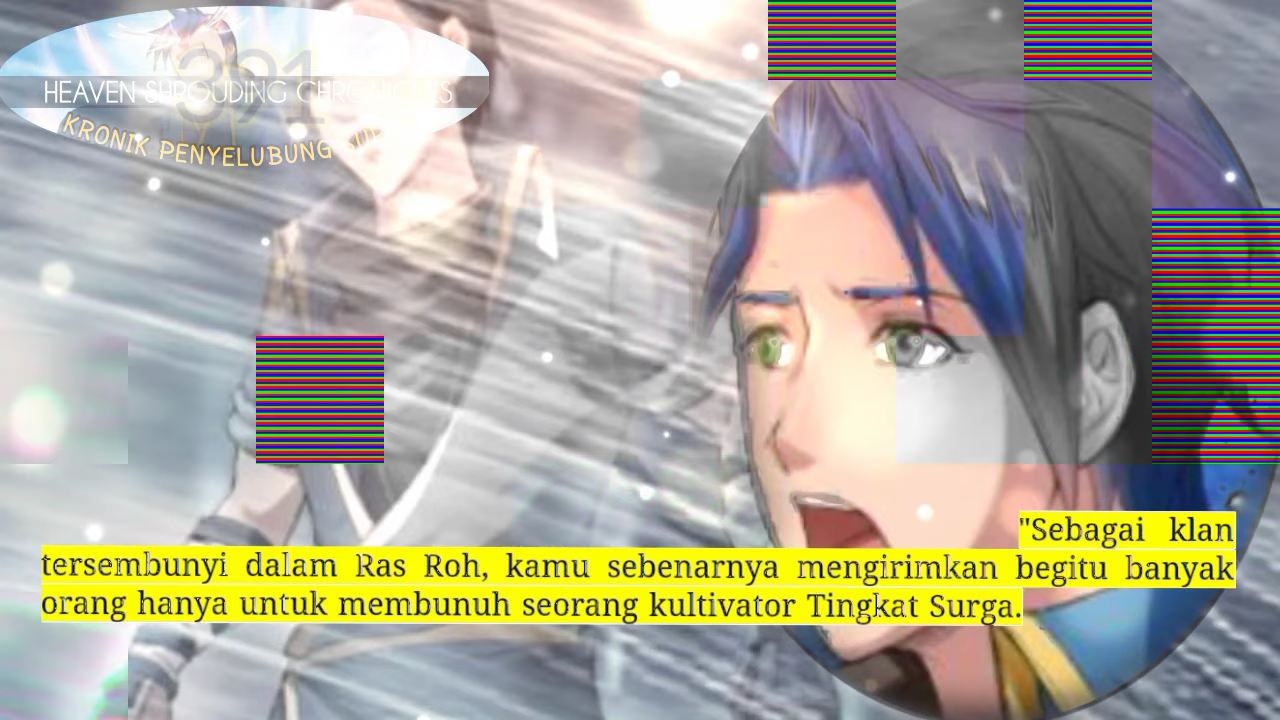 391
HEAVEN SHROUDING CHRONICLES
KRONIK PENYELUBUNG
"Sebagai klan
tersembunyi dalam Ras Roh, kamu sebenarnya mengirimkan begitu banyak
orang hanya untuk membunuh seorang kultivator Tingkat Surga.